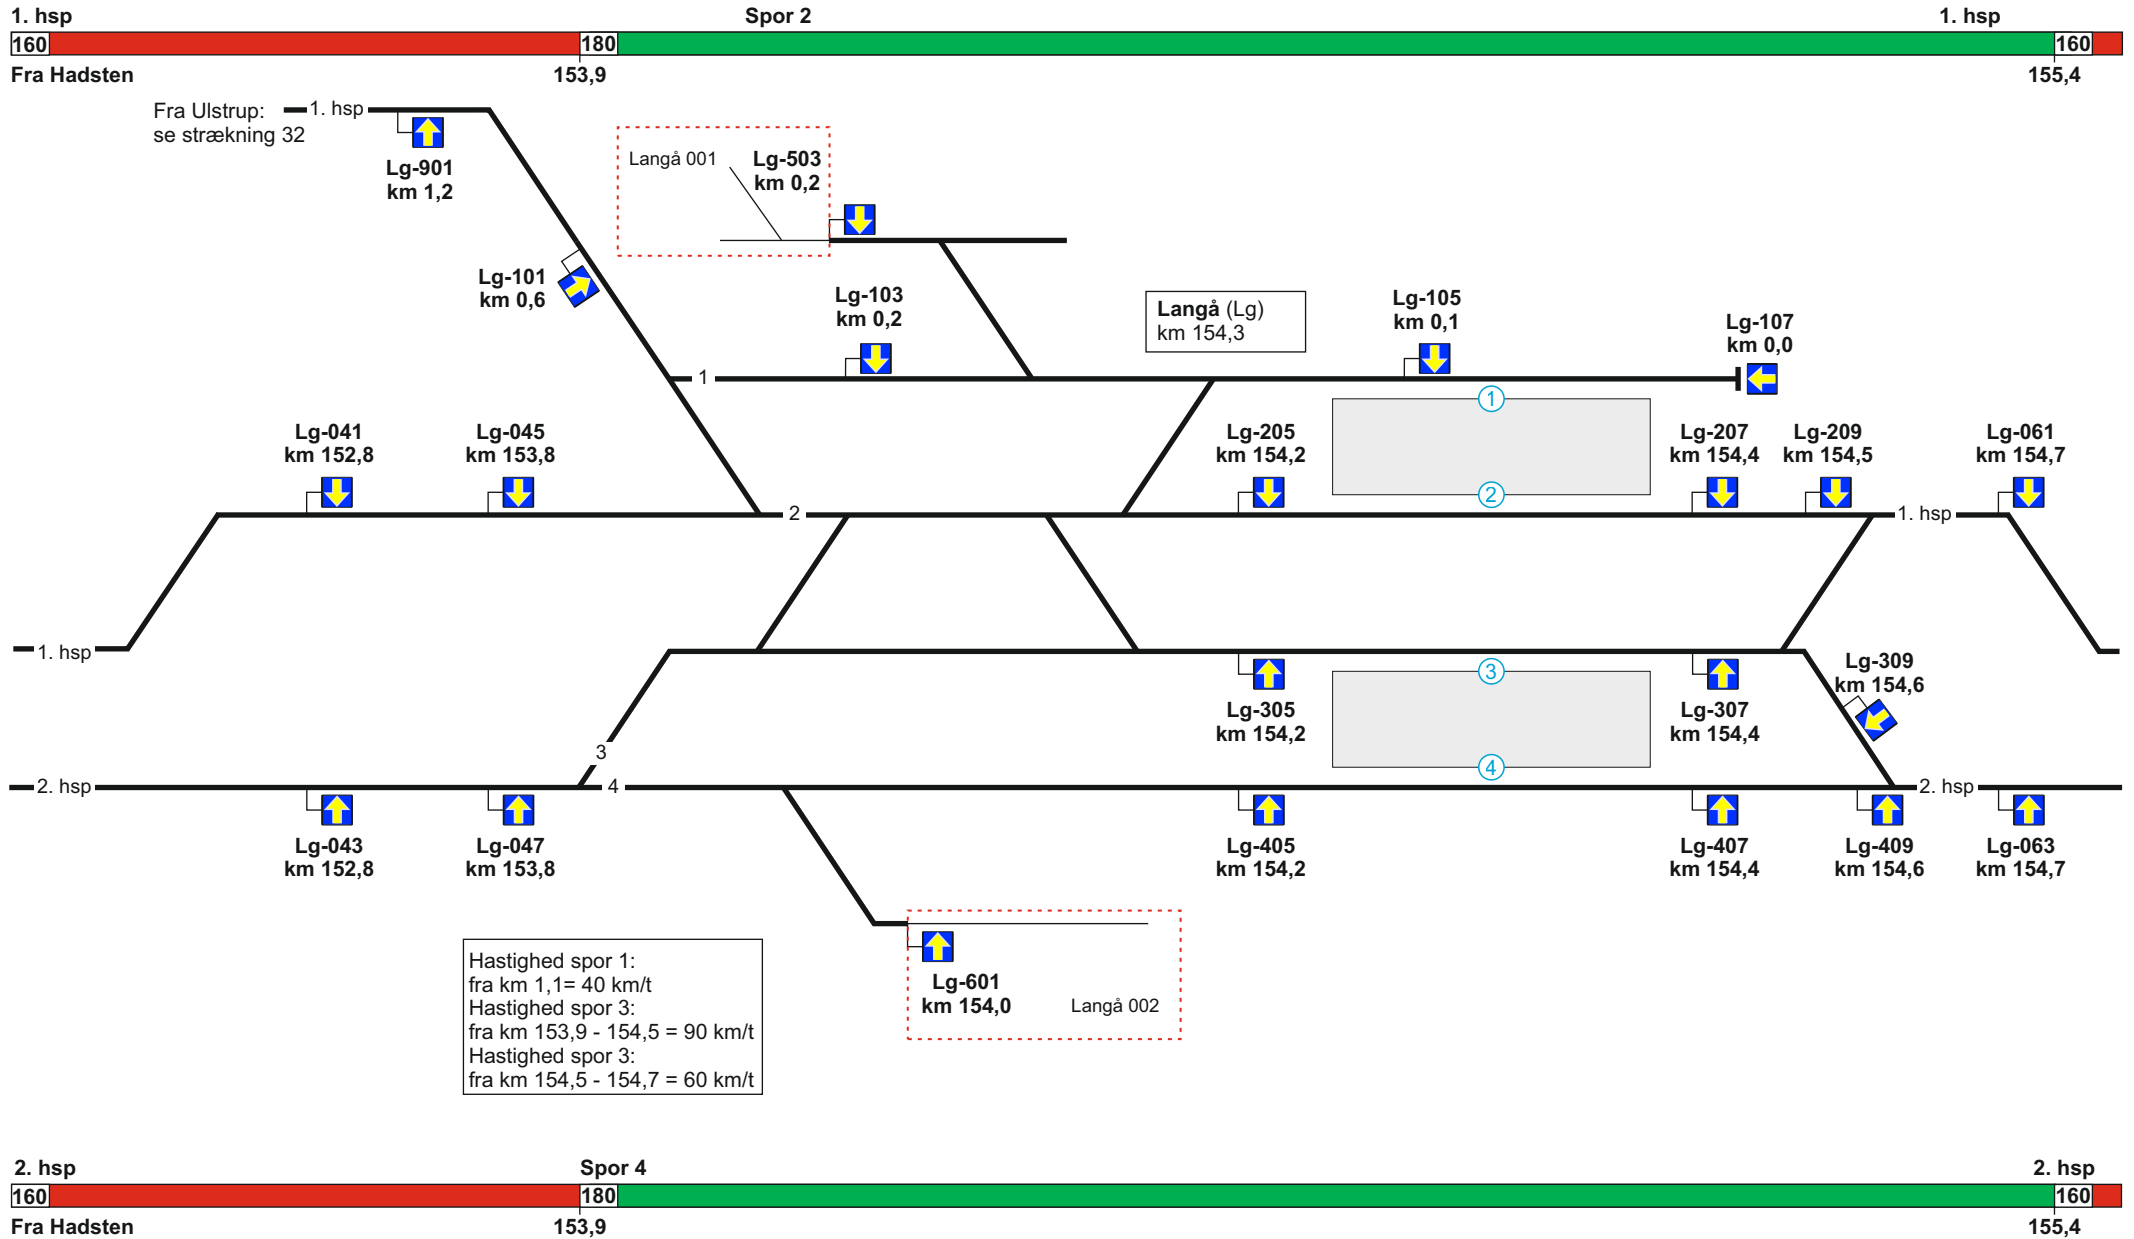 1. hsp
Spor 2
1. hsp
160
180
160
Fra Hadsten
153,9
155,4
Fra Ulstrup:
se strækning 32
1. hsp
Lg-901
km 1,2
Langå 001
Lg-503
km 0,2
Lg-101
km 0,6
Lg-103
km 0,2
Langå (Lg)
km 154,3
Lg-105
km 0,1
Lg-107
km 0,0
1
1
Lg-041
km 152,8
Lg-045
km 153,8
Lg-205
km 154,2
Lg-207
km 154,4
Lg-209
km 154,5
Lg-061
km 154,7
2
2
1. hsp
1. hsp
3
Lg-305
km 154,2
Lg-307
km 154,4
Lg-309
km 154,6
3
4
2. hsp
4
2. hsp
Lg-043
km 152,8
Lg-047
km 153,8
Lg-405
km 154,2
Lg-407
km 154,4
Lg-409
km 154,6
Lg-063
km 154,7
Lg-601
km 154,0
Langå 002
Hastighed spor 1:
fra km 1,1= 40 km/t
Hastighed spor 3:
fra km 153,9 - 154,5 = 90 km/t
Hastighed spor 3:
fra km 154,5 - 154,7 = 60 km/t
2. hsp
Spor 4
2. hsp
160
180
160
Fra Hadsten
153,9
155,4